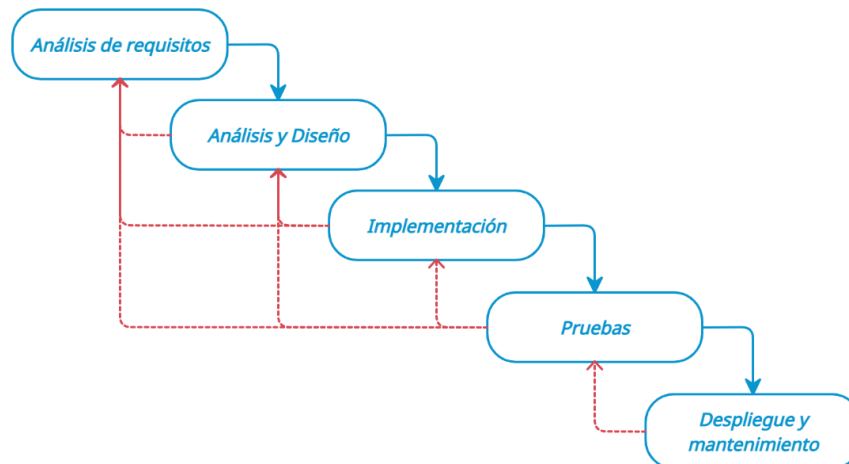 Análisis de requisitos
Análisis y Diseño
Implementación
Pruebas
Despliegue y
mantenimiento